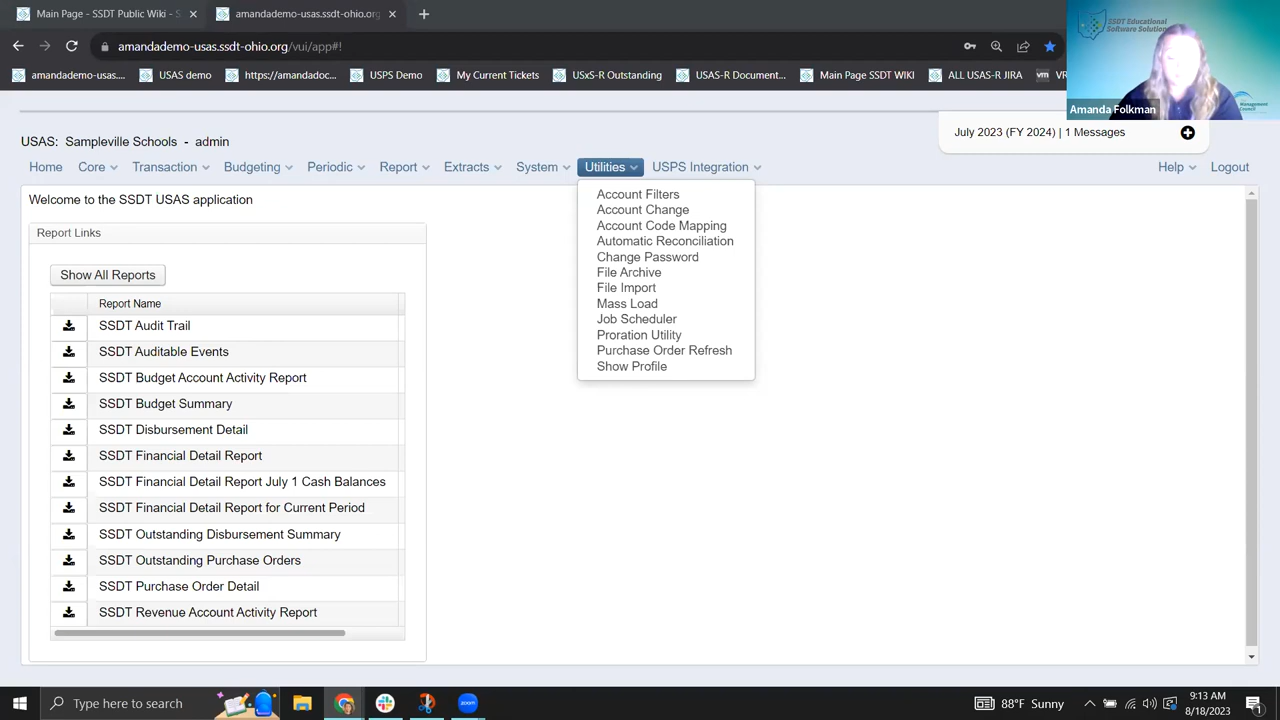 Main Page - SSDT Public Wiki - S
amandademo-usas.ssdt-ohio.org
amandademo-usas.ssdt-ohio.org/vui/app#!
amandademo-usas.... USAS demo https://amandadoc... USPS Demo My Current Tickets USxS-R Outstanding USAS-R Document... Main Page SSDT WIKI ALL USAS-R JIRA vm
SSDT Educational
Software Solutions
Management
Council
Amanda Folkman
July 2023 (FY 2024) | 1 Messages
USAS: Sampleville Schools - admin
Home Core Transaction Budgeting Periodic Report Extracts System Utilities USPS Integration Help Logout
Welcome to the SSDT USAS application
Report Links
Show All Reports
Report Name
SSDT Audit Trail
SSDT Auditable Events
SSDT Budget Account Activity Report
SSDT Budget Summary
SSDT Disbursement Detail
SSDT Financial Detail Report
SSDT Financial Detail Report July 1 Cash Balances
SSDT Financial Detail Report for Current Period
SSDT Outstanding Disbursement Summary
SSDT Outstanding Purchase Orders
SSDT Purchase Order Detail
SSDT Revenue Account Activity Report
Account Filters
Account Change
Account Code Mapping
Automatic Reconciliation
Change Password
File Archive
File Import
Mass Load
Job Scheduler
Proration Utility
Purchase Order Refresh
Show Profile
Type here to search
zoom
88°F Sunny
9:13 AM
8/18/2023
1